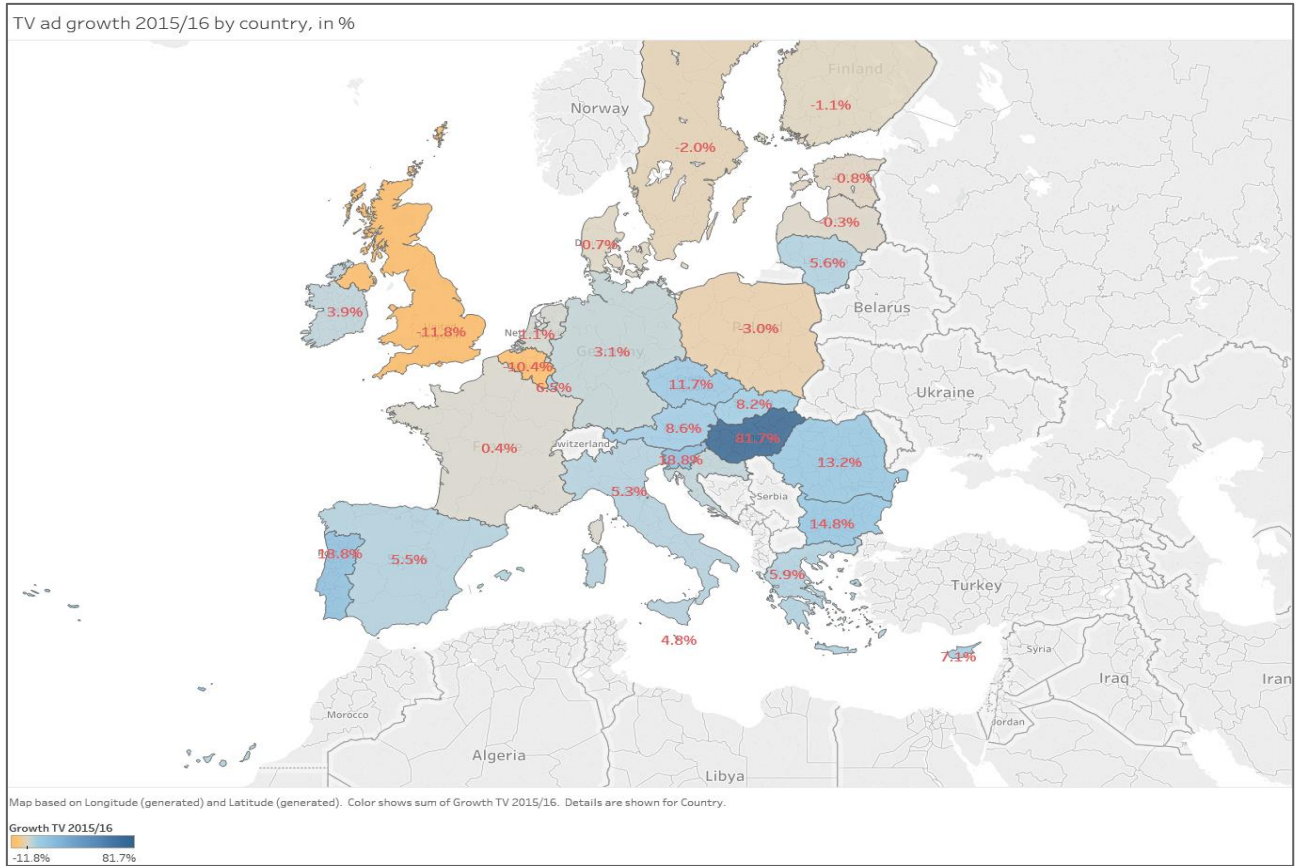 TV ad growth 2015/16 by country, in %
Finland
-1.1%
Norway
-2.0%
-0.8%
-0.3%
0.7%
5.6%
3.9%
Belarus
-11.8%
1.1%
-3.0%
3.1%
-10.4%
11.7%
Ukraine
8.2%
8.6%
81.7%
Switzerland
0.4%
18.8%
13.2%
5.3%
Serbia
14.8%
18.8%
5.5%
5.9%
Turkey
4.8%
7.1%
Syria
Iraq
Iran
Morocco
Jordan
Algeria
Libya
Map based on Longitude (generated) and Latitude (generated). Color shows sum of Growth TV 2015/16. Details are shown for Country.
Growth TV 2015/16
-11.8% 81.7%